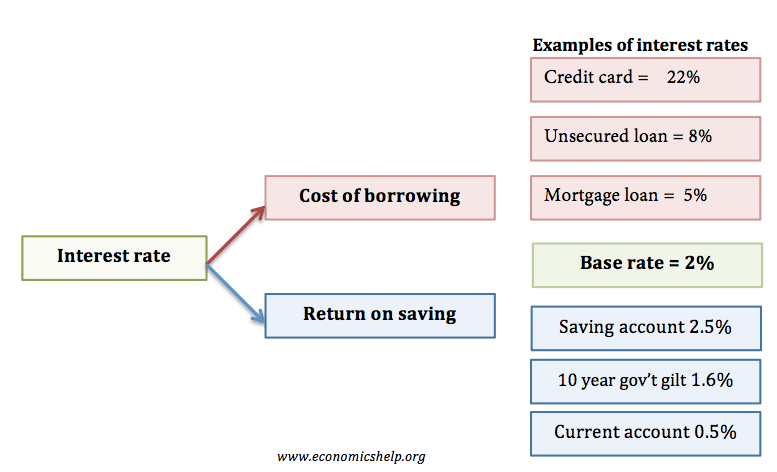 Examples of interest rates
Credit card = 22%
Unsecured loan = 8%
Mortgage loan = 5%
Cost of borrowing
Interest rate
Base rate = 2%
Return on saving
Saving account 2.5%
10 year gov't gilt 1.6%
Current account 0.5%
www.economicshelp.org